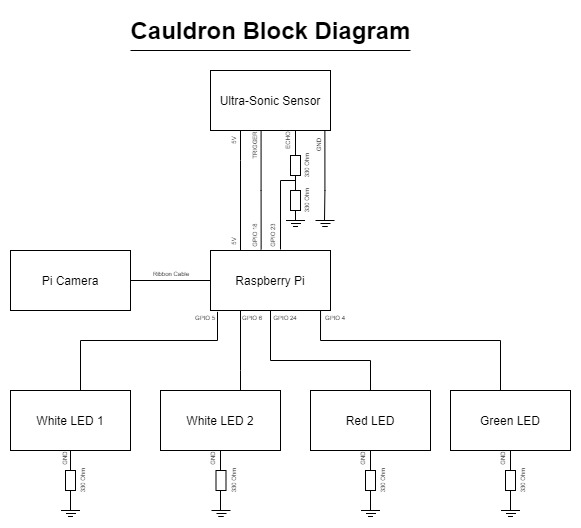 Cauldron Block Diagram
Ultra-Sonic Sensor
5V
TRIGGER
ECHO
GND
330 Ohm
330 Ohm
5V
GPIO 18
GPIO 23
Pi Camera
Ribbon Cable
Raspberry Pi
GPIO 5
GPIO 6
GPIO 24
GPIO 4
White LED 1
White LED 2
Red LED
Green LED
GND
GND
GND
GND
330 Ohm
330 Ohm
330 Ohm
330 Ohm